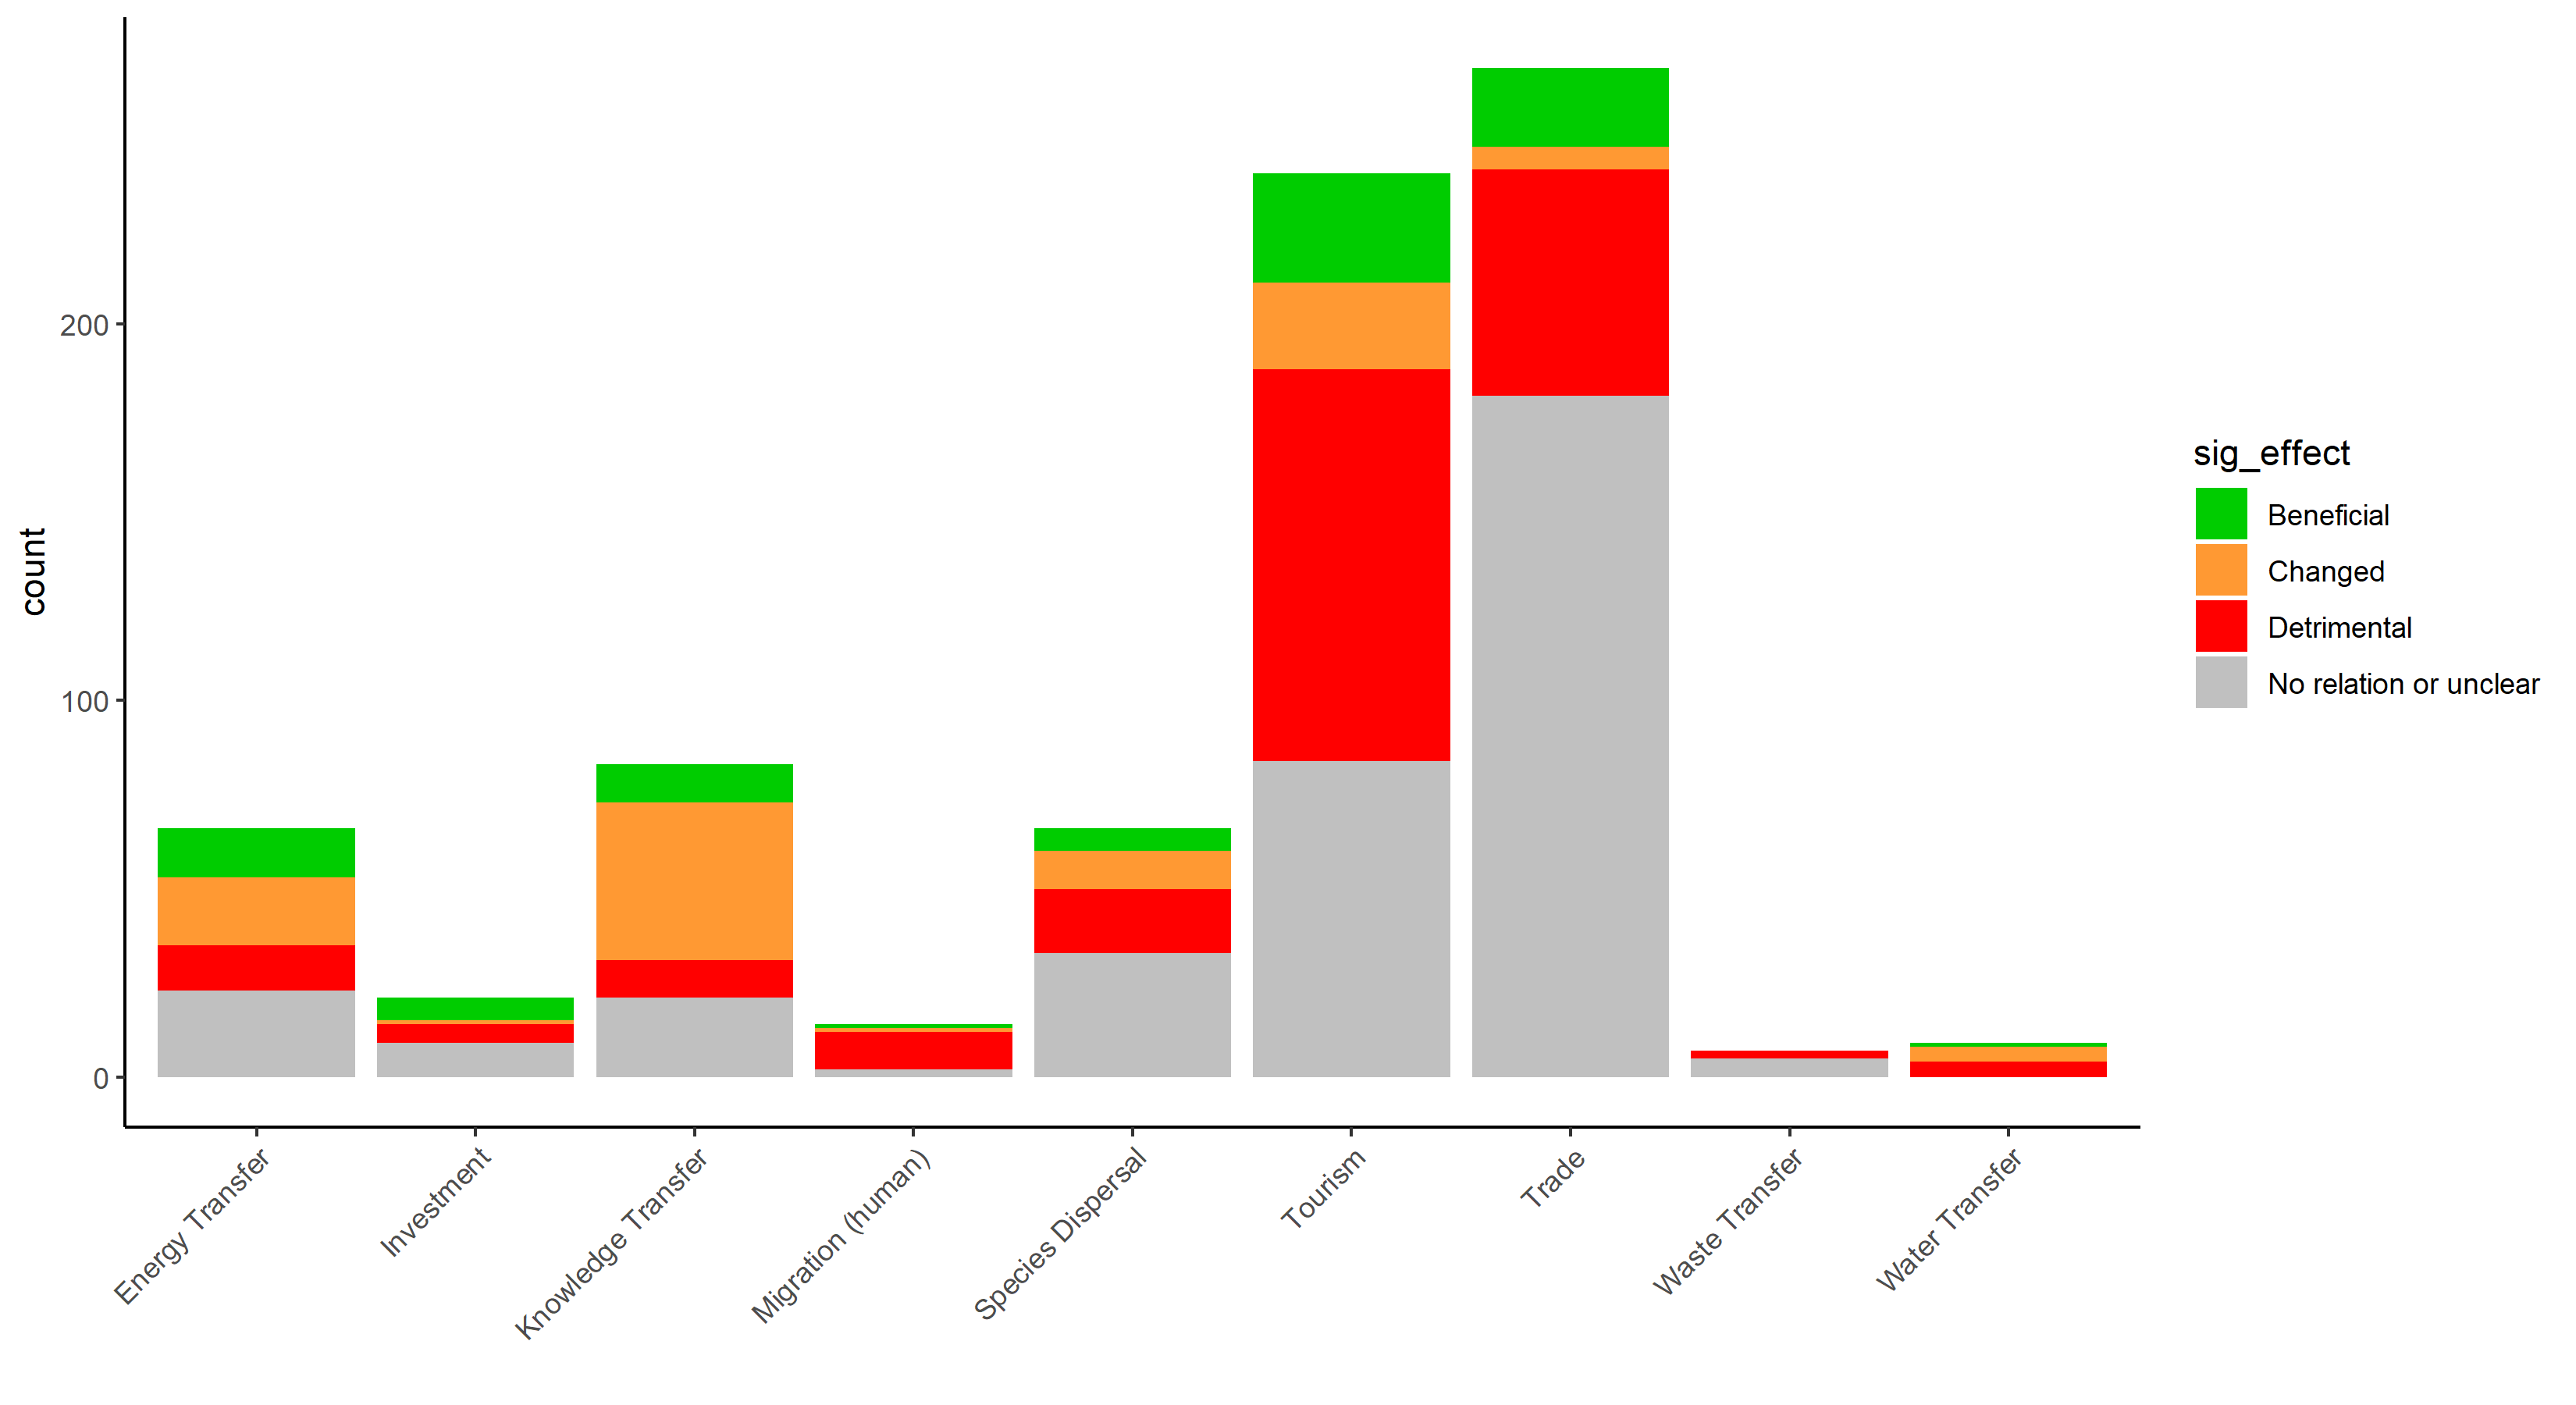 count
200
100
0
Energy Transfer
Investment
Knowledge Transfer
Migration (human)
Species Dispersal
Tourism
Trade
Waste Transfer
Water Transfer
sig_effect
Beneficial
Changed
Detrimental
No relation or unclear